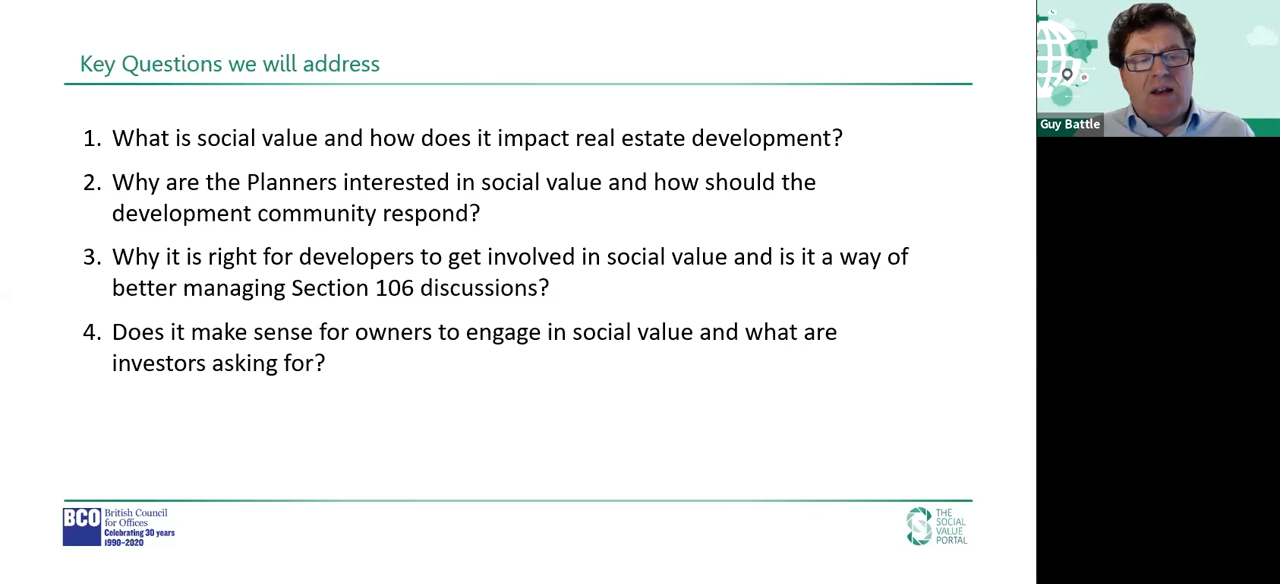 Key Questions we will address
1. What is social value and how does it impact real estate development?
2. Why are the Planners interested in social value and how should the
development community respond?
3. Why it is right for developers to get involved in social value and is it a way of
better managing Section 106 discussions?
4. Does it make sense for owners to engage in social value and what are
investors asking for?
BCO
British Council
for Offices
Celebrating 30 years
1990-2020
THE
SOCIAL
VALUE
PORTAL
Guy Battle